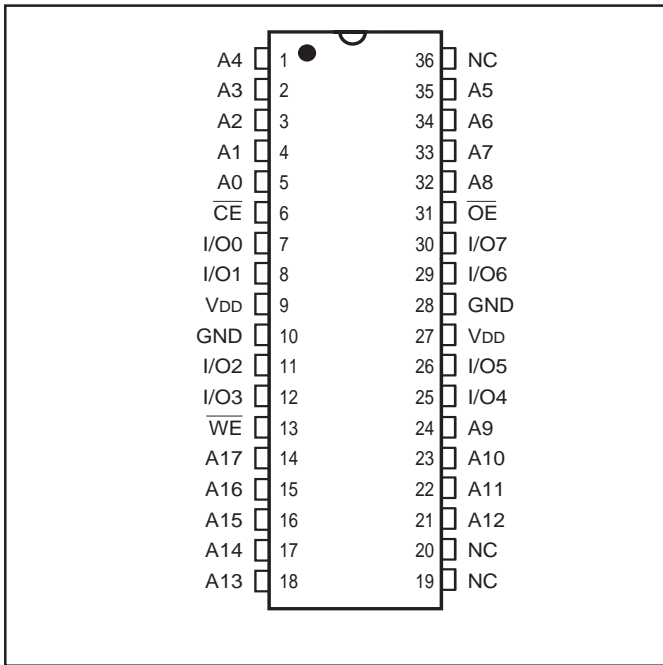 A4 1 36 NC
A3 2 35 A5
A2 3 34 A6
A1 4 33 A7
A0 5 32 A8
C̅E̅ 6 31 O̅E̅
I/O0 7 30 I/O7
I/O1 8 29 I/O6
VDD 9 28 GND
GND 10 27 VDD
I/O2 11 26 I/O5
I/O3 12 25 I/O4
W̅E̅ 13 24 A9
A17 14 23 A10
A16 15 22 A11
A15 16 21 A12
A14 17 20 NC
A13 18 19 NC